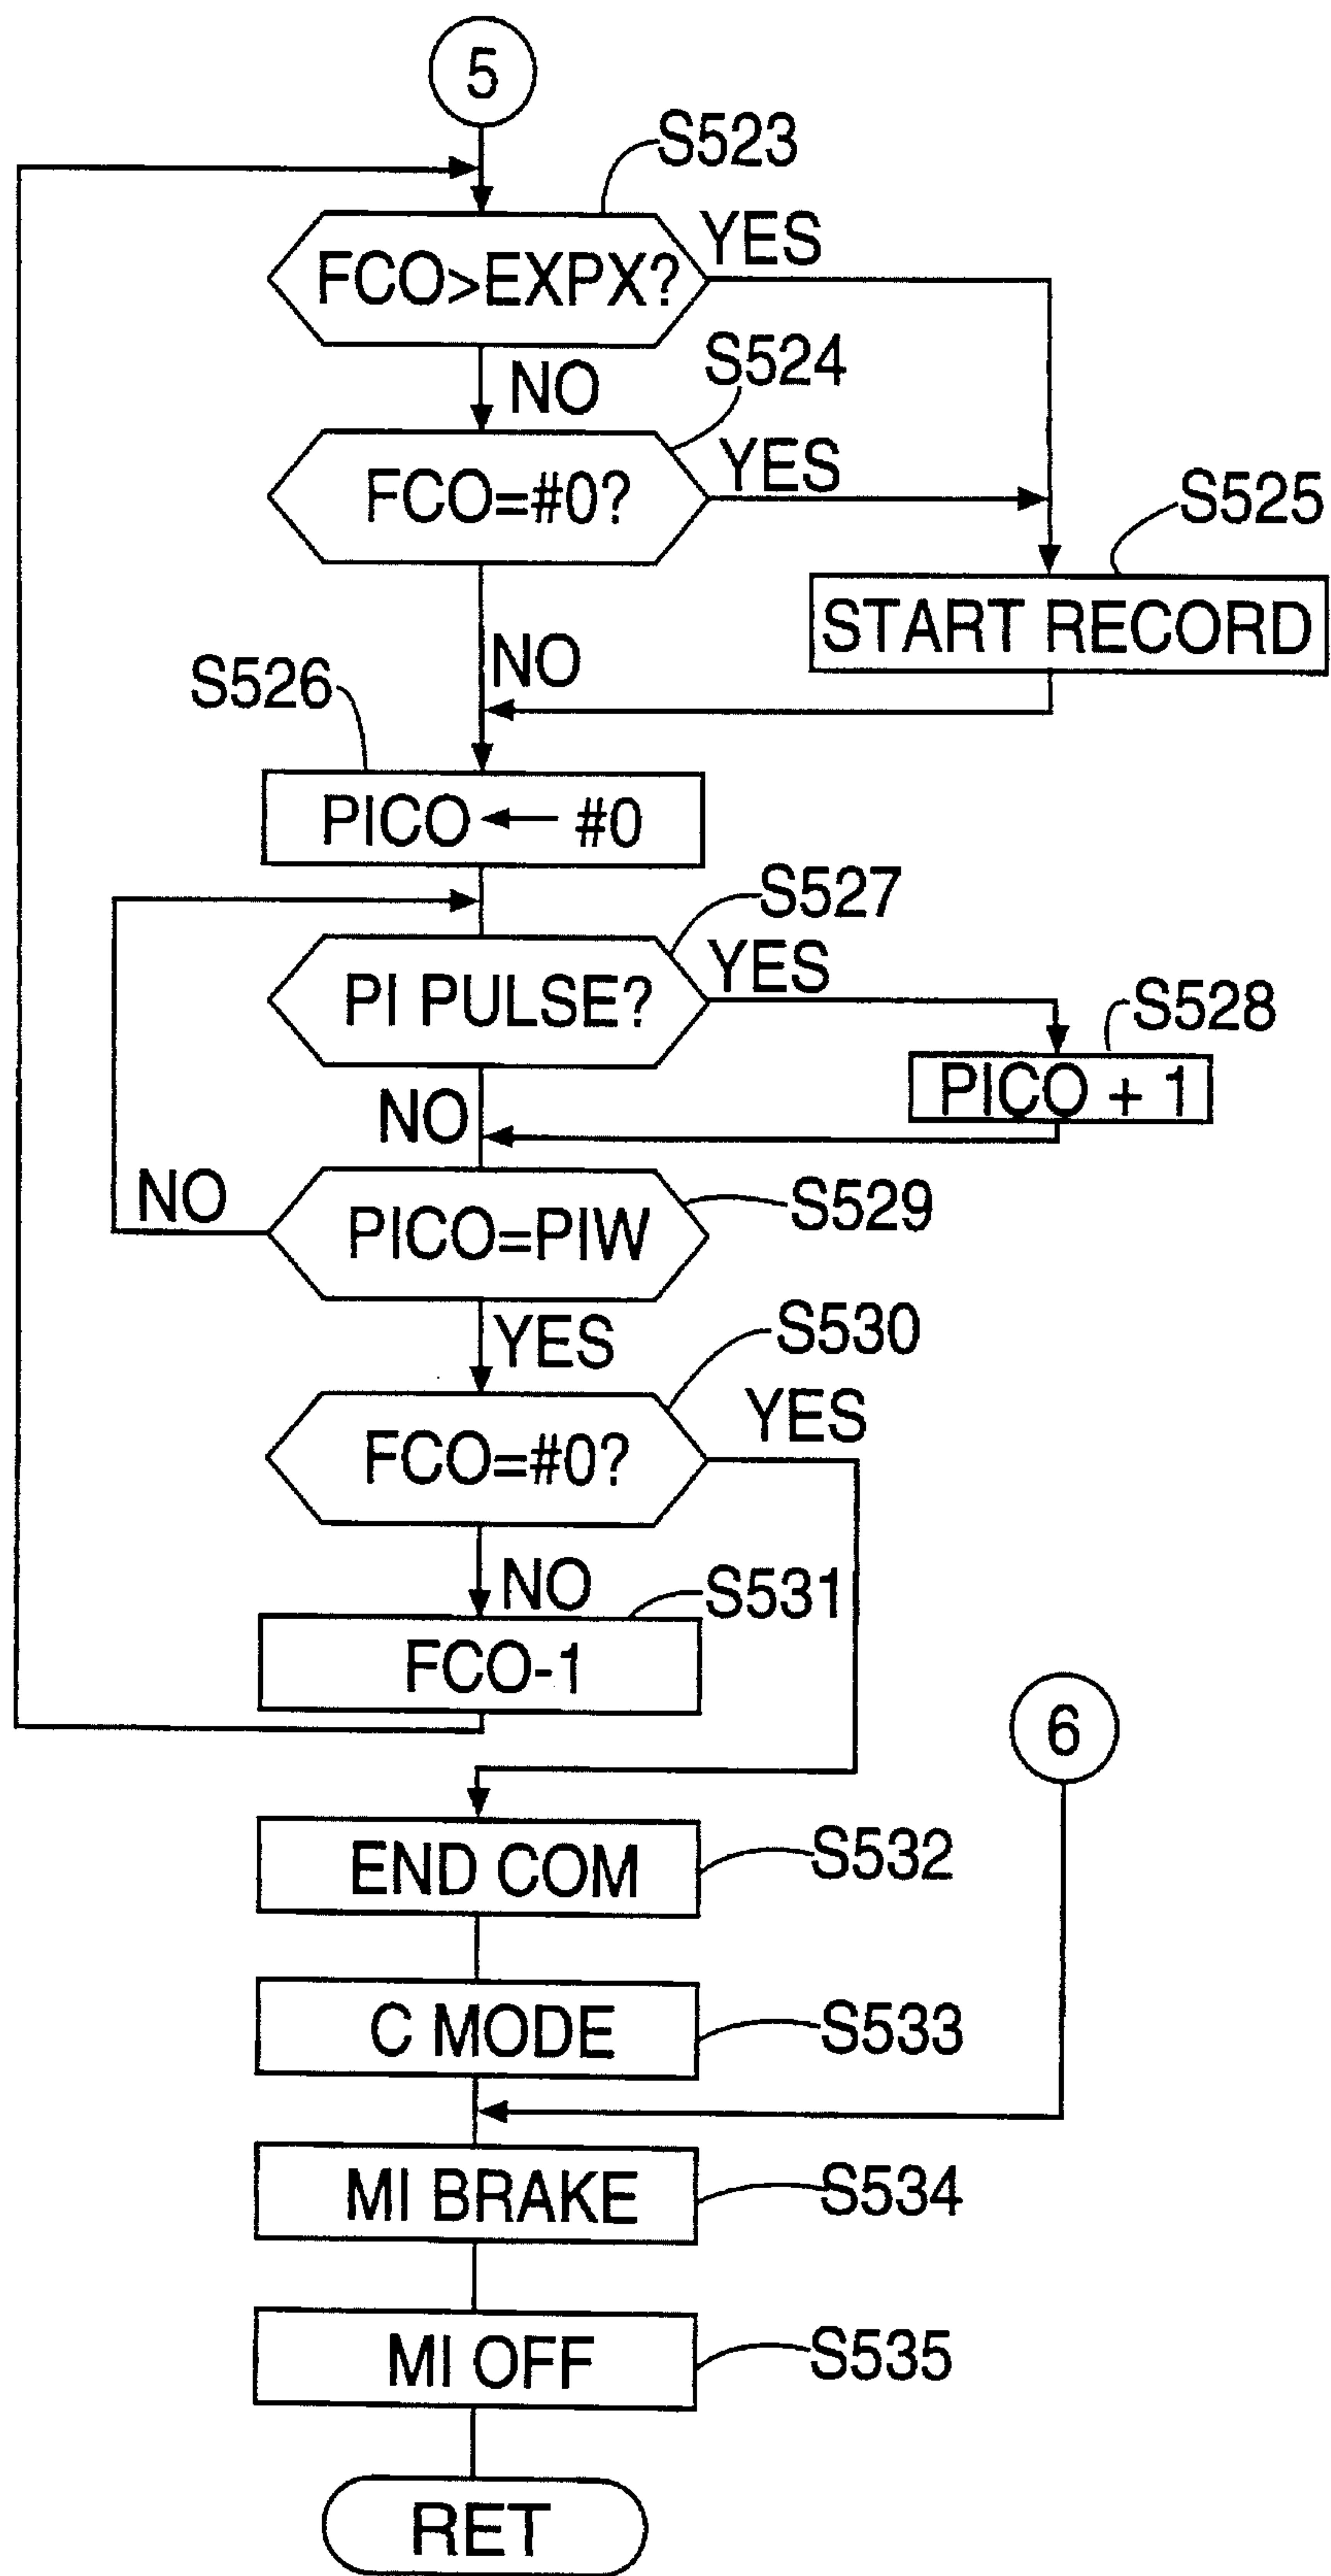 5
S523
FCO>EXPX?
YES
NO
S524
FCO=#0?
YES
S525
START RECORD
NO
S526
PICO ← #0
S527
PI PULSE?
YES
S528
PICO + 1
NO
NO
PICO=PIW
S529
YES
S530
FCO=#0?
YES
NO
S531
FCO-1
6
END COM
S532
C MODE
S533
MI BRAKE
S534
MI OFF
S535
RET